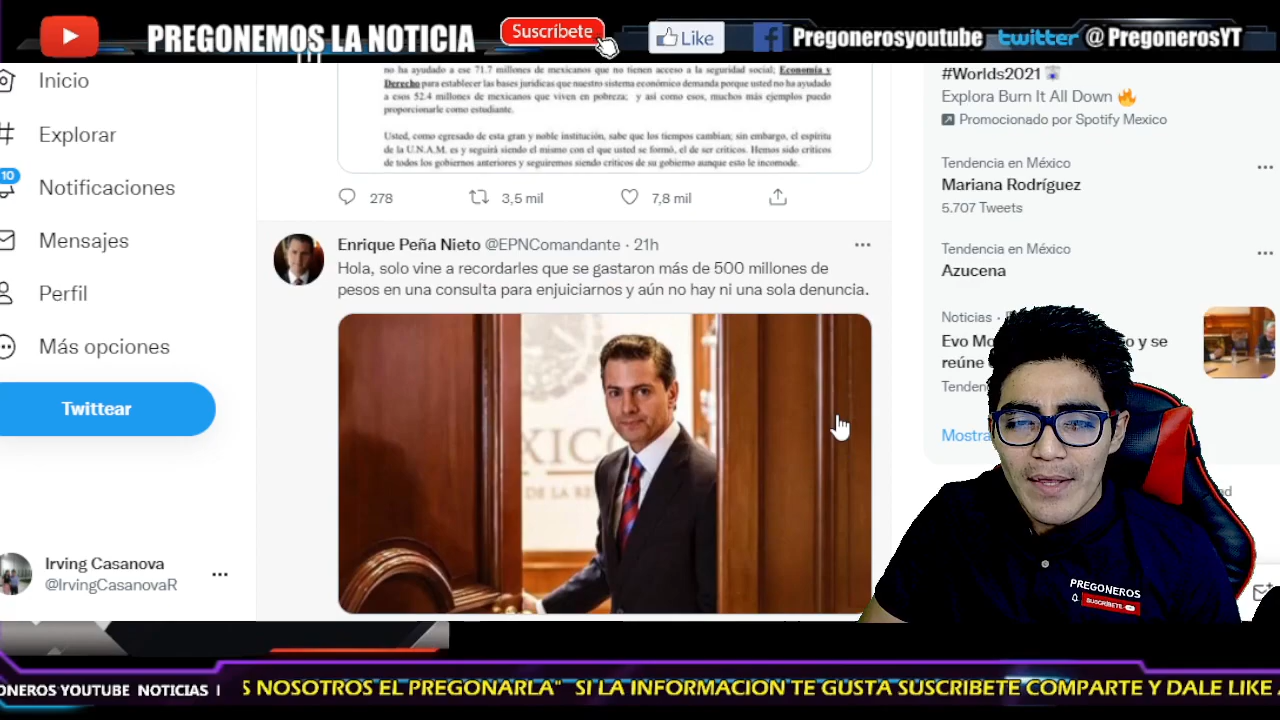 PREGONEMOS LA NOTICIA
Suscríbete
Like
Pregonerosyoutube
twitter @PregonerosYT
Inicio
Explorar
10
Notificaciones
Mensajes
Perfil
Más opciones
Twittear
Irving Casanova
@IrvingCasanovaR
no ha ayudado a ese 71.7 millones de mexicanos que no tienen acceso a la seguridad social; Economía y
Derecho para establecer las bases jurídicas que nuestro sistema económico demanda porque usted no ha ayudado
a esos 52.4 millones de mexicanos que viven en pobreza; y así como esos, muchos más ejemplos puedo
proporcionarle como estudiante.
Usted, como egresado de esta gran y noble institución, sabe que los tiempos cambian; sin embargo, el espíritu
de la U.N.A.M. es y seguirá siendo el mismo con el que usted se formó, el de ser críticos. Hemos sido críticos
de todos los gobiernos anteriores y seguiremos siendo críticos de su gobierno aunque esto le incomode.
278
3,5 mil
7,8 mil
Enrique Peña Nieto @EPNComandante · 21h
Hola, solo vine a recordarles que se gastaron más de 500 millones de
pesos en una consulta para enjuiciarnos y aún no hay ni una sola denuncia.
#Worlds2021
Explora Burn It All Down
Promocionado por Spotify Mexico
Tendencia en México
Mariana Rodríguez
5.707 Tweets
Tendencia en México
Azucena
Noticias
Evo Mo o y se
reúne
Tenden
Mostra
PREGONEROS
SUSCRÍBETE
ONEROS YOUTUBE NOTICIAS |
S NOSOTROS EL PREGONARLA" SI LA INFORMACION TE GUSTA SUSCRIBETE COMPARTE Y DALE LIKE